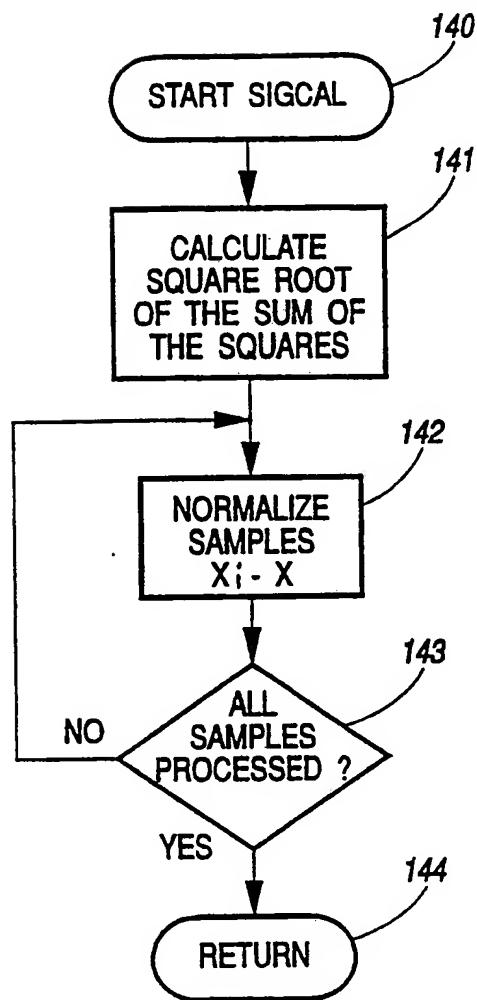 140
START SIGCAL
141
CALCULATE
SQUARE ROOT
OF THE SUM OF
THE SQUARES
142
NORMALIZE
SAMPLES
Xi - X
143
ALL
SAMPLES
PROCESSED ?
NO
YES
144
RETURN